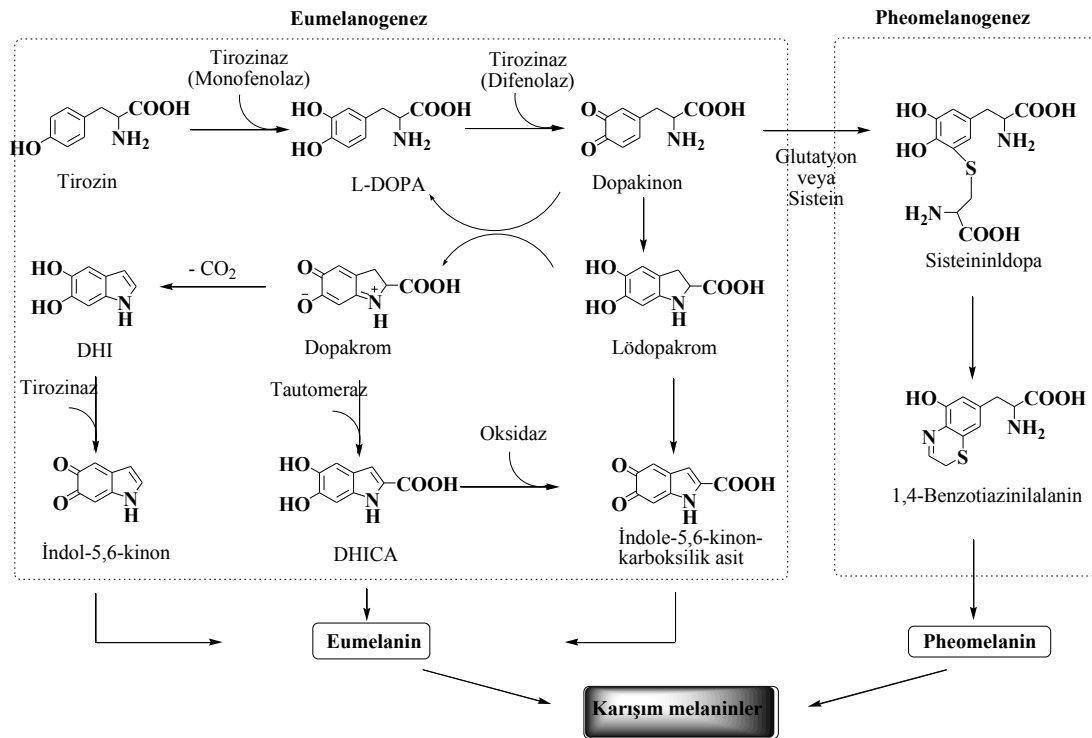 Eumelanogenez
Pheomelanogenez
Tirozinaz
(Monofenolaz)
Tirozinaz
(Difenolaz)
HO
COOH
NH2
Tirozin
HO
HO
COOH
NH2
L-DOPA
O
O
COOH
NH2
Dopakinon
Glutatyon
veya
Sistein
HO
HO
COOH
NH2
S
H2N
COOH
Sisteininldopa
HO
HO
N
H
DHI
- CO2
O
O
-
+
N
H
COOH
Dopakrom
HO
HO
N
H
COOH
Lödopakrom
Tirozinaz
Tautomeraz
Oksidaz
HO
COOH
NH2
N
S
1,4-Benzotiazinilalanin
O
O
N
H
İndol-5,6-kinon
HO
HO
N
H
COOH
DHICA
O
O
N
H
COOH
İndole-5,6-kinon-
karboksilik asit
Eumelanin
Pheomelanin
Karışım melaninler